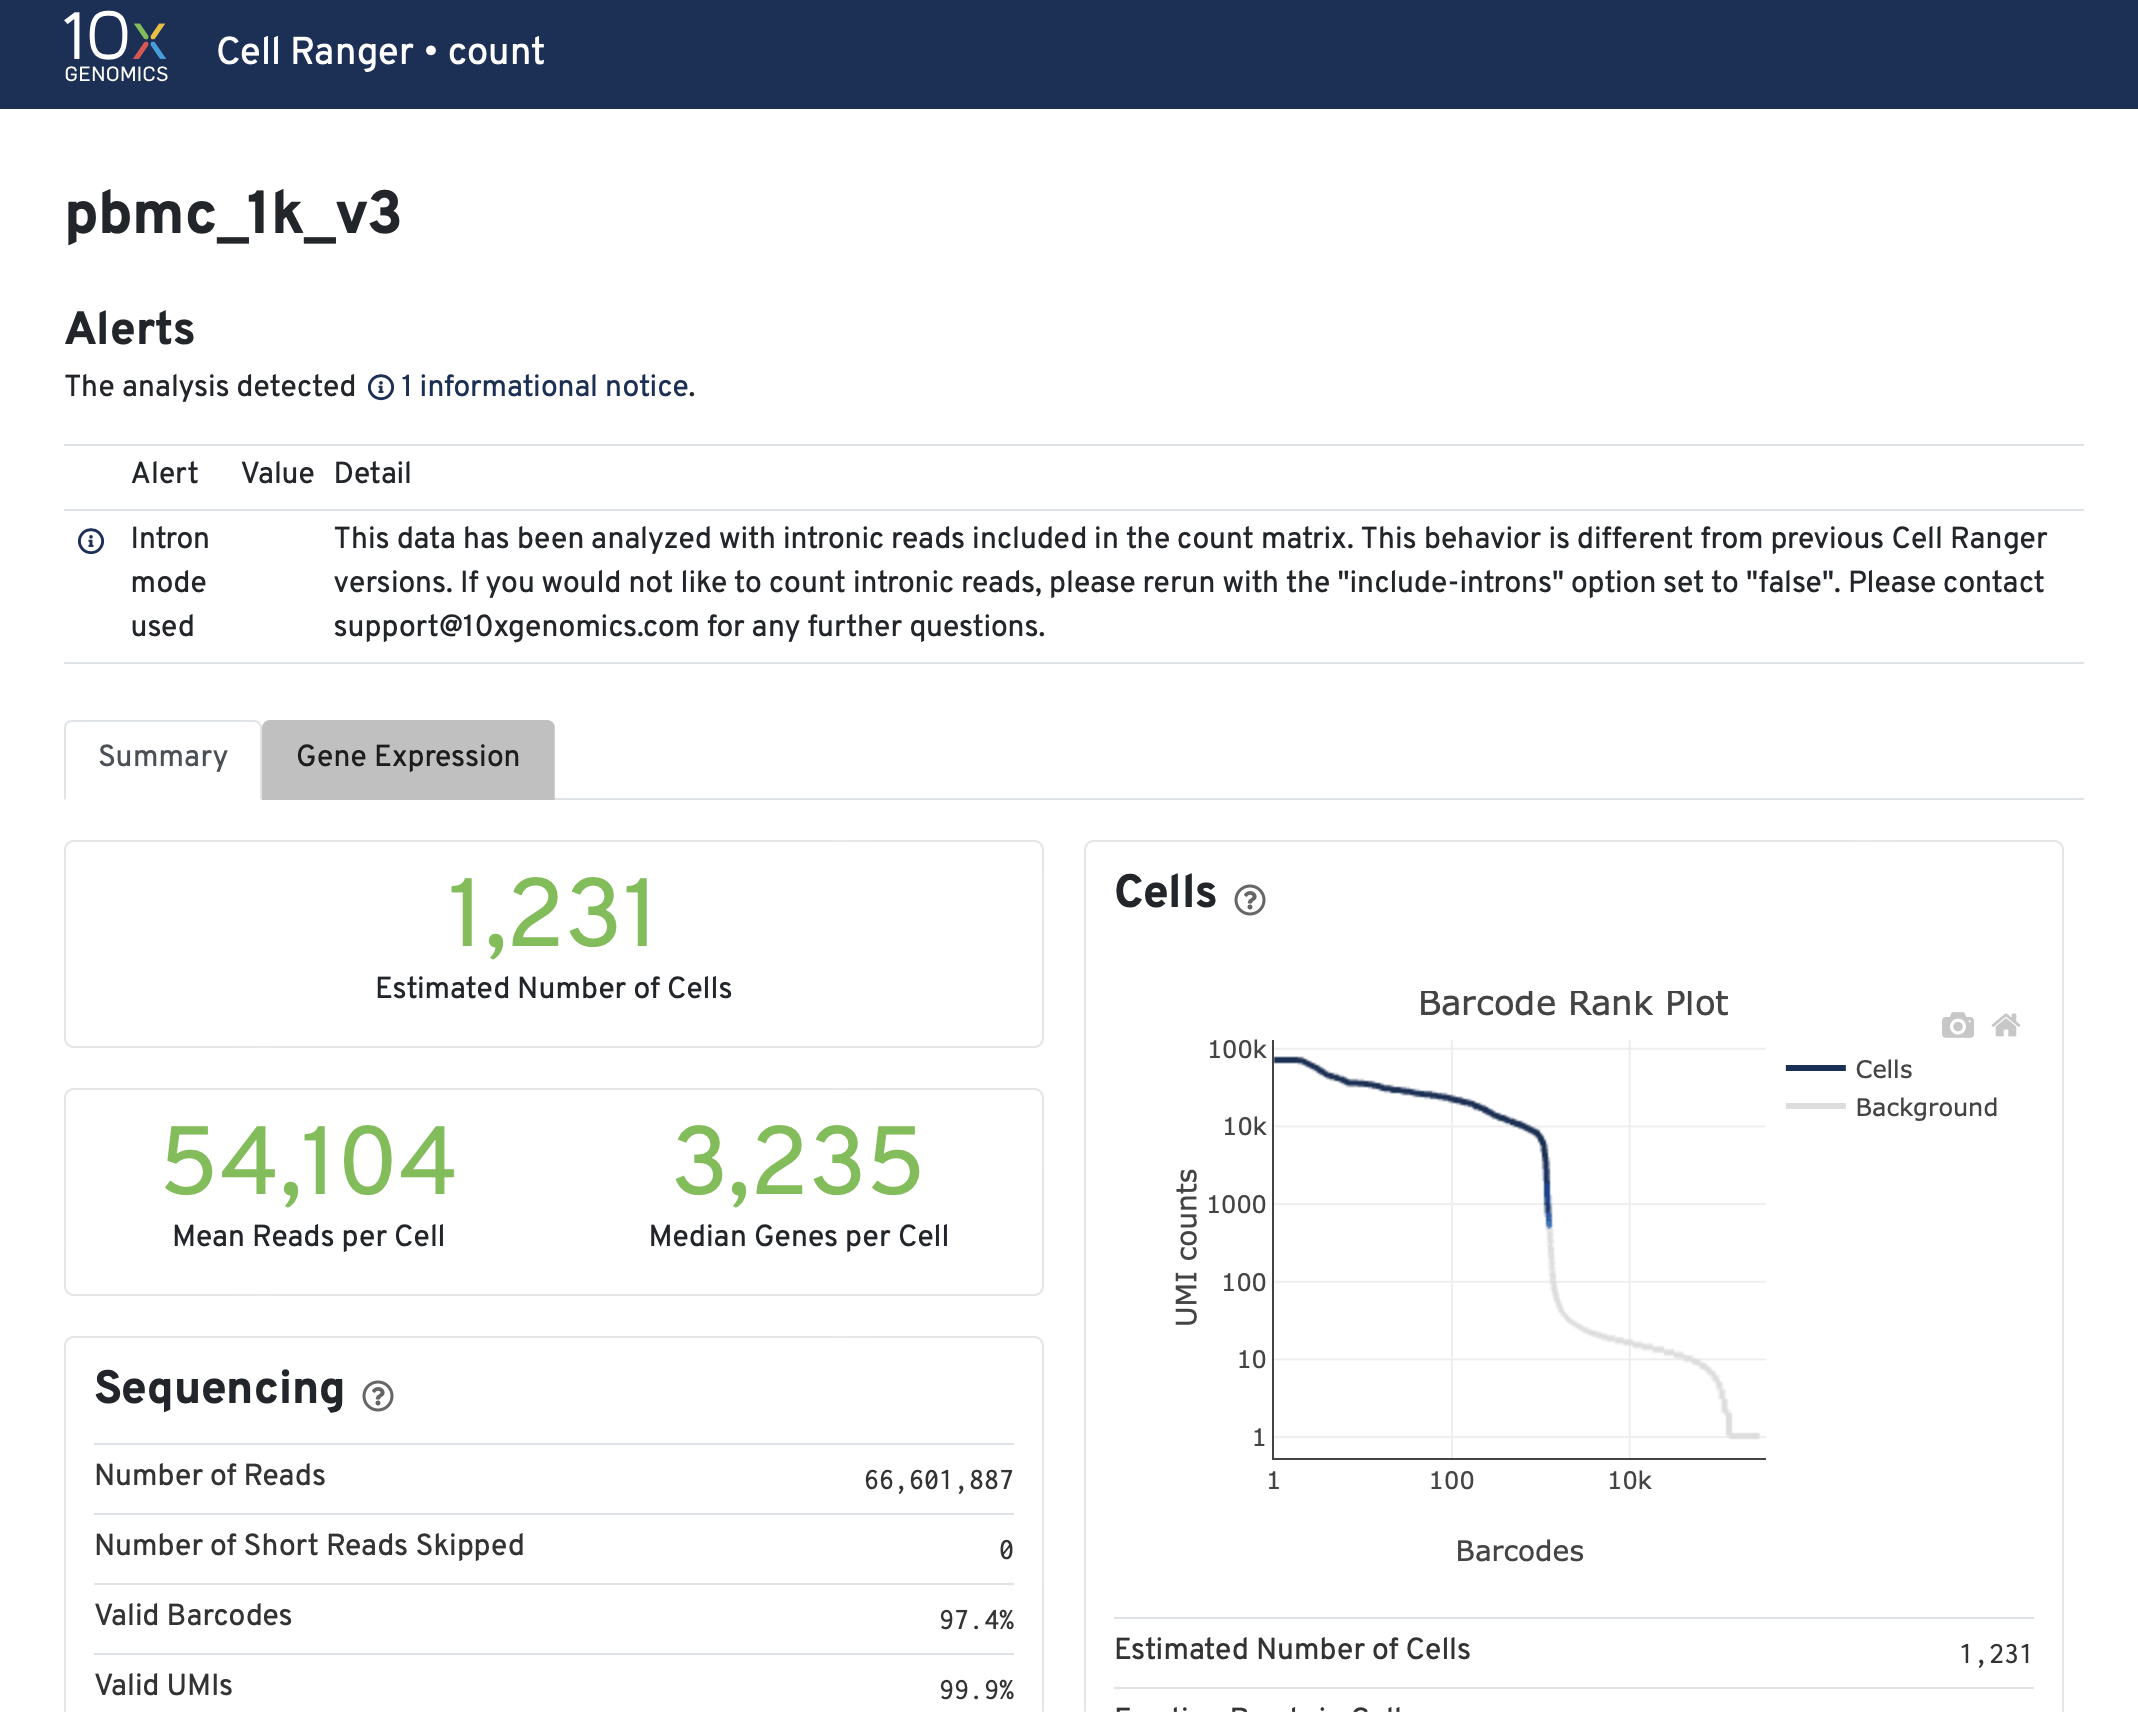 10x
GENOMICS
Cell Ranger • count
pbmc_1k_v3
Alerts
The analysis detected 1 informational notice.
Alert Value Detail
Intron mode used
This data has been analyzed with intronic reads included in the count matrix. This behavior is different from previous Cell Ranger
versions. If you would not like to count intronic reads, please rerun with the "include-introns" option set to "false". Please contact
support@10xgenomics.com for any further questions.
Summary
Gene Expression
1,231
Estimated Number of Cells
54,104
Mean Reads per Cell
3,235
Median Genes per Cell
Sequencing ?
Number of Reads 66,601,887
Number of Short Reads Skipped 0
Valid Barcodes 97.4%
Valid UMIs 99.9%
Cells ?
Barcode Rank Plot
100k
10k
1000
100
10
1
UMI counts
1 100 10k
Barcodes
Cells
Background
Estimated Number of Cells 1,231